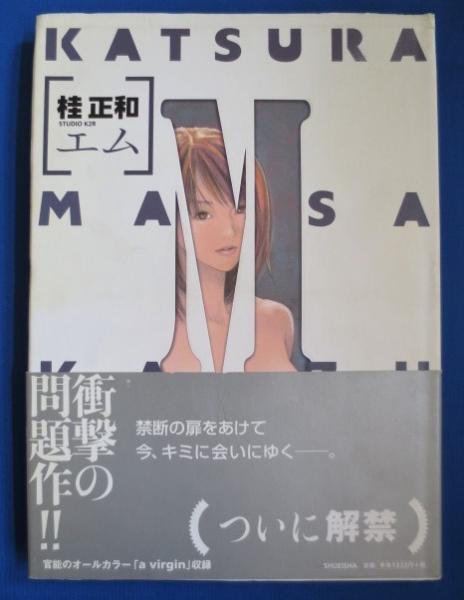 KATSURA
桂 正和
STUDIO K2R
エム
M
MASA
衝撃の
問題作!!
禁断の扉をあけて
今、キミに会いにゆく——。
(ついに解禁)
官能のオールカラー「a virgin」収録
SHUEISHA